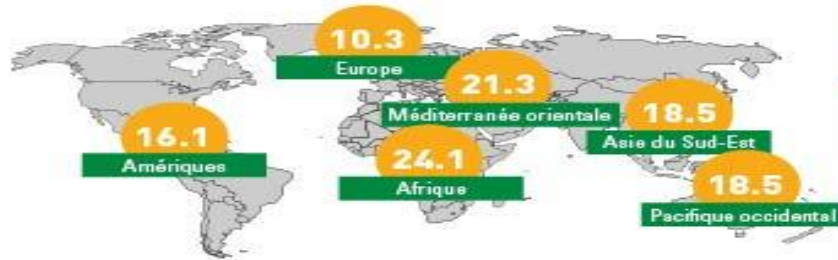 10.3
Europe
21.3
Méditerranée orientale
18.5
Asie du Sud-Est
16.1
Amériques
24.1
Afrique
18.5
Pacifique occidental